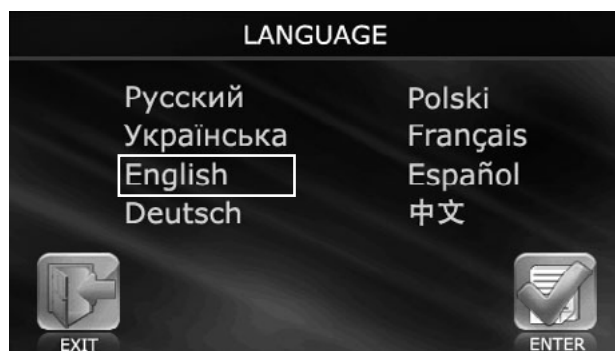 LANGUAGE
Русский
Українська
English
Deutsch
Polski
Français
Español
中文
EXIT
ENTER